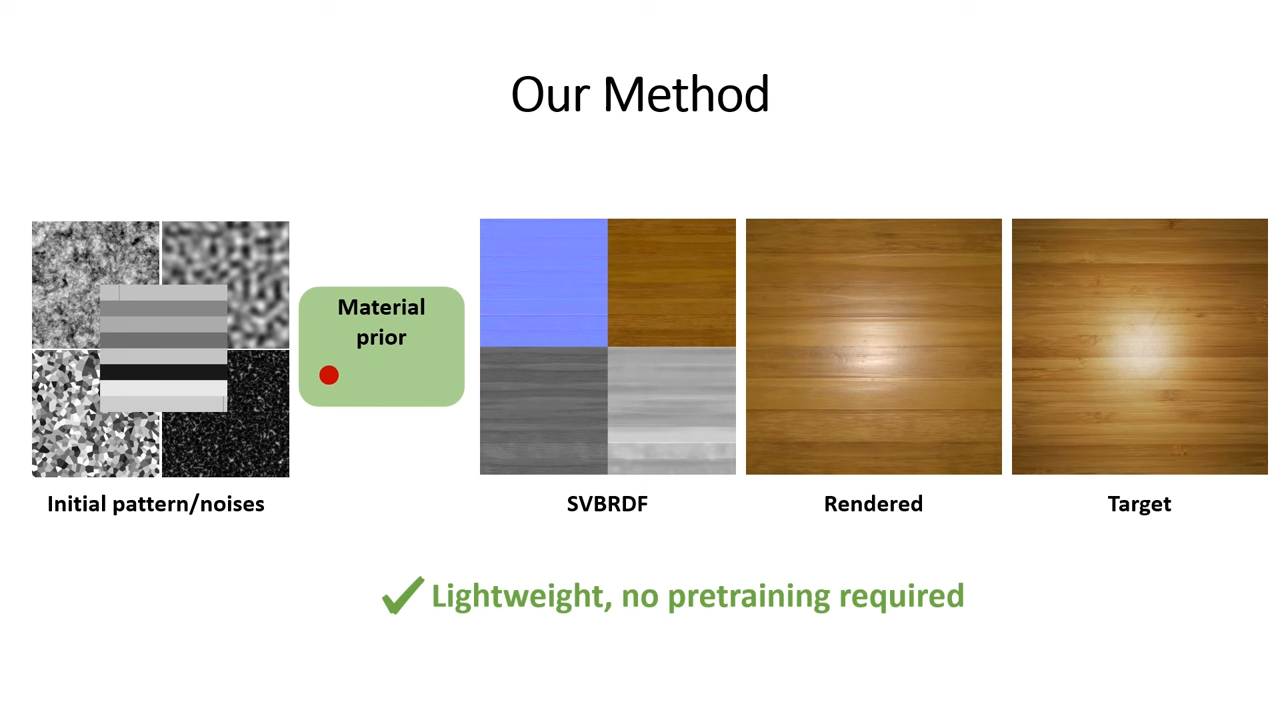 Our Method
Material
prior
Initial pattern/noises
SVBRDF
Rendered
Target
Lightweight, no pretraining required